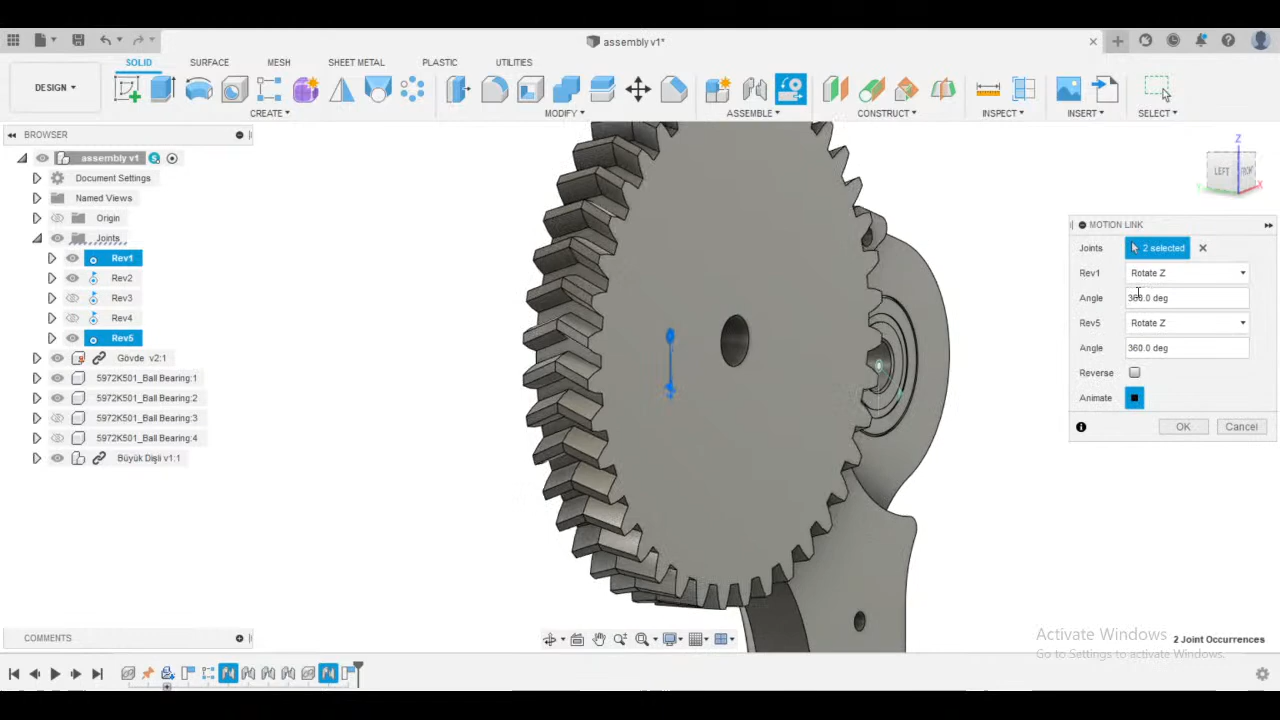 assembly v1*
SOLID SURFACE MESH SHEET METAL PLASTIC UTILITIES
DESIGN
CREATE MODIFY ASSEMBLE CONSTRUCT INSPECT INSERT SELECT
BROWSER
assembly v1
Document Settings
Named Views
Origin
Joints
Rev1
Rev2
Rev3
Rev4
Rev5
Gövde v2:1
5972K501_Ball Bearing:1
5972K501_Ball Bearing:2
5972K501_Ball Bearing:3
5972K501_Ball Bearing:4
Büyük Dişli v1:1
Z
LEFT
X
MOTION LINK
Joints 2 selected
Rev1 Rotate Z
Angle 360.0 deg
Rev5 Rotate Z
Angle 360.0 deg
Reverse
Animate
OK Cancel
COMMENTS
Activate Windows
Go to Settings to activate Windows.
2 Joint Occurrences